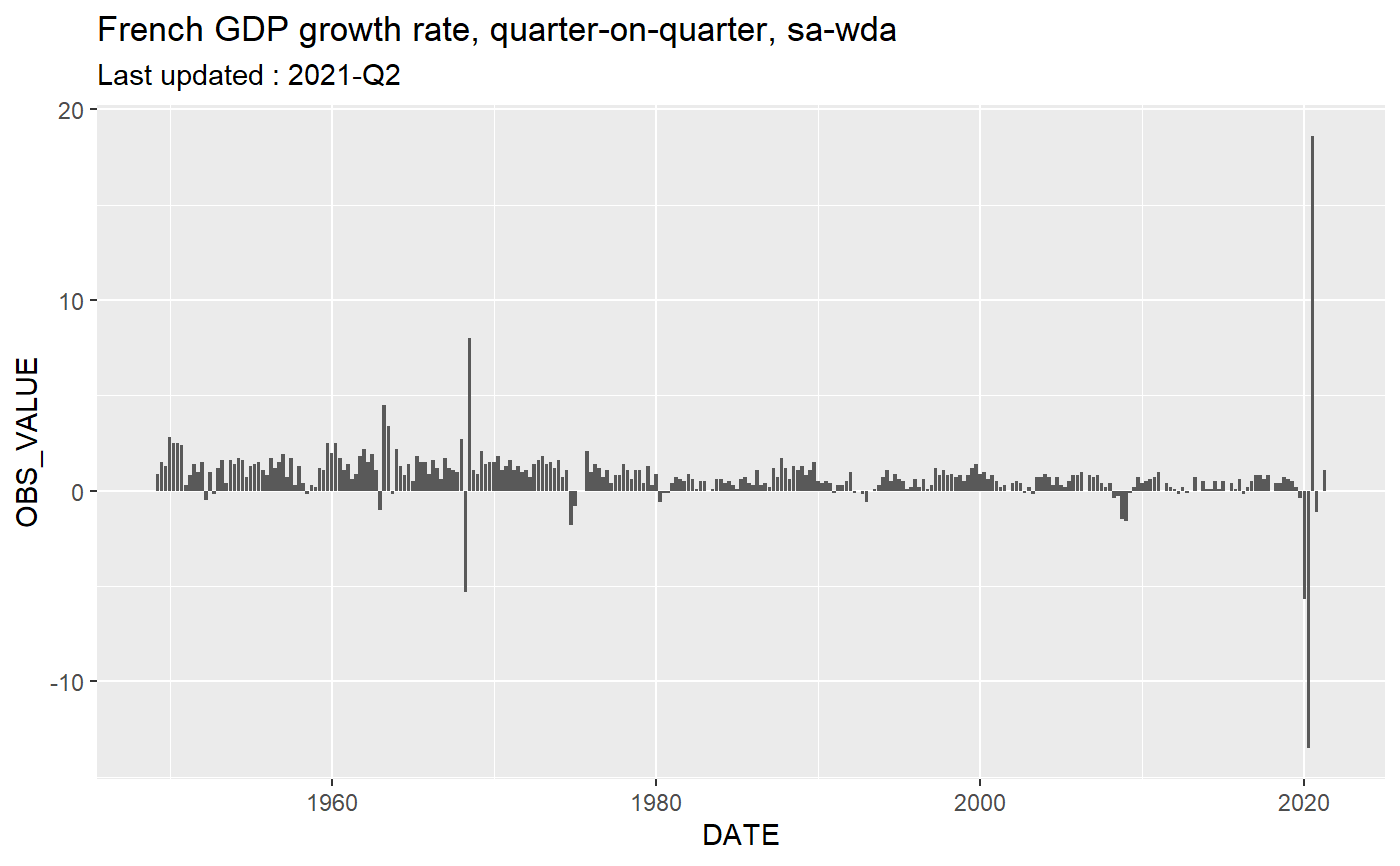 French GDP growth rate, quarter-on-quarter, sa-wda
Last updated : 2021-Q2
20
10
0
-10
OBS_VALUE
1960
1980
2000
2020
DATE